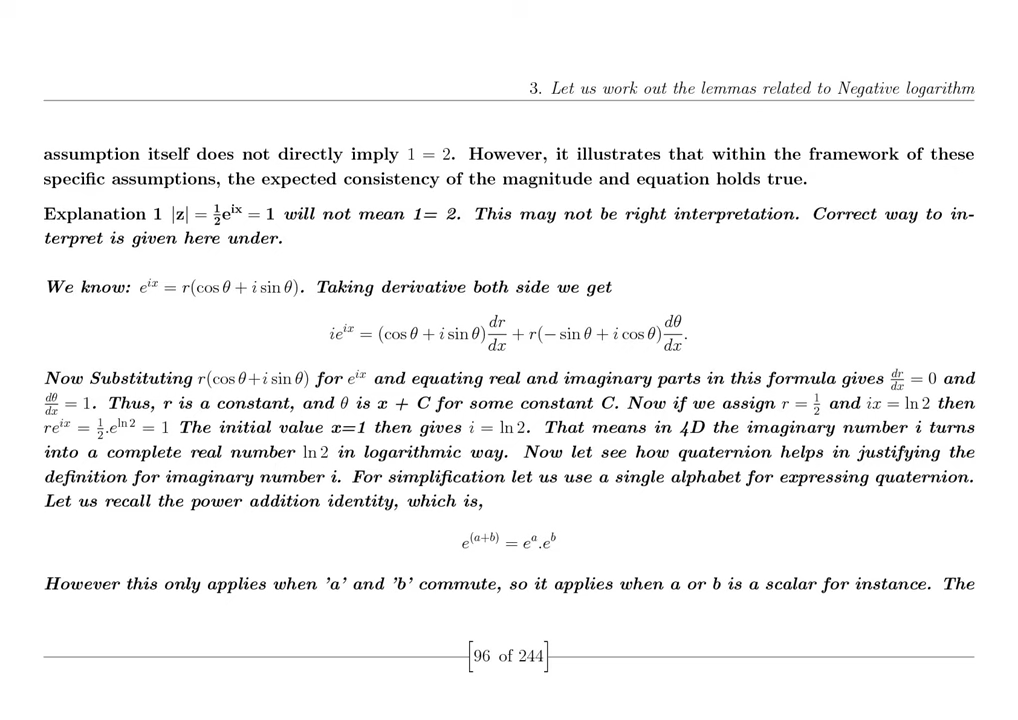 3. Let us work out the lemmas related to Negative logarithm
assumption itself does not directly imply 1 = 2. However, it illustrates that within the framework of these
specific assumptions, the expected consistency of the magnitude and equation holds true.
Explanation 1 |z| = ½e^{ix} = 1 will not mean 1= 2. This may not be right interpretation. Correct way to in-
terpret is given here under.
We know: e^{ix} = r(cos θ + i sin θ). Taking derivative both side we get
ie^{ix} = (cos θ + i sin θ) dr/dx + r(− sin θ + i cos θ) dθ/dx.
Now Substituting r(cos θ+i sin θ) for e^{ix} and equating real and imaginary parts in this formula gives dr/dx = 0 and
dθ/dx = 1. Thus, r is a constant, and θ is x + C for some constant C. Now if we assign r = ½ and ix = ln 2 then
re^{ix} = ½.e^{ln 2} = 1 The initial value x=1 then gives i = ln 2. That means in 4D the imaginary number i turns
into a complete real number ln 2 in logarithmic way. Now let see how quaternion helps in justifying the
definition for imaginary number i. For simplification let us use a single alphabet for expressing quaternion.
Let us recall the power addition identity, which is,
e^{(a+b)} = e^a.e^b
However this only applies when 'a' and 'b' commute, so it applies when a or b is a scalar for instance. The
[96 of 244]